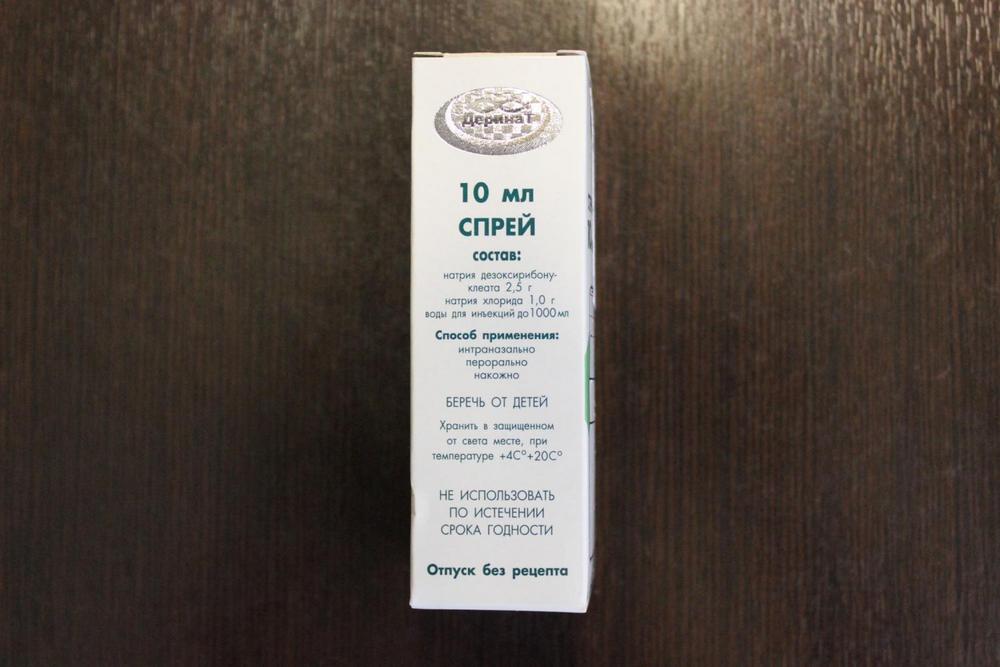 Деринат
10 мл
СПРЕЙ
состав:
натрия дезоксирибону-
клеата 2,5 г
натрия хлорида 1,0 г
воды для инъекций до 1000 мл
Способ применения:
интраназально
перорально
накожно
БЕРЕЧЬ ОТ ДЕТЕЙ
Хранить в защищенном
от света месте, при
температуре +4С°+20С°
НЕ ИСПОЛЬЗОВАТЬ
ПО ИСТЕЧЕНИИ
СРОКА ГОДНОСТИ
Отпуск без рецепта